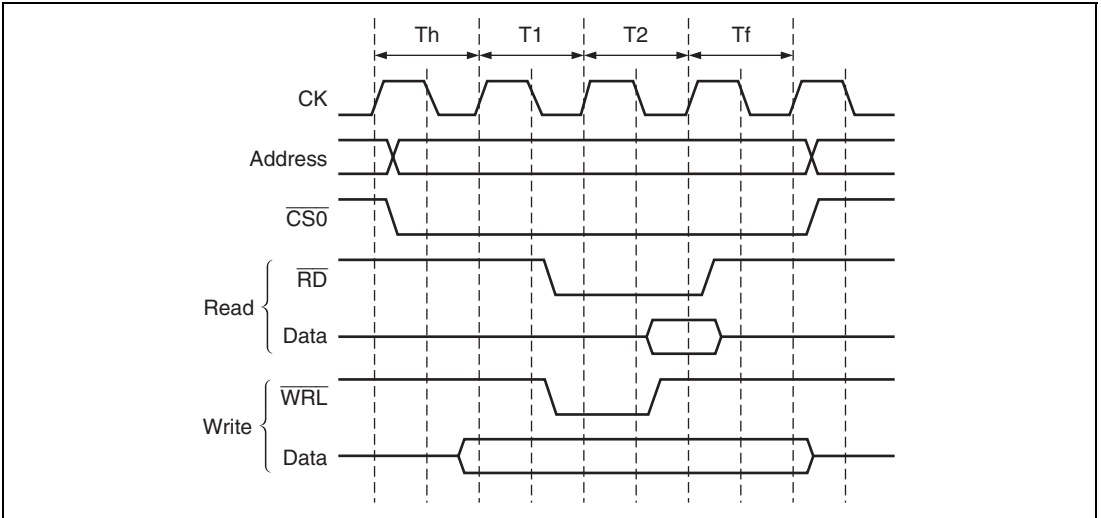 Th T1 T2 Tf
CK
Address
CS0
RD
Read
Data
WRL
Write
Data